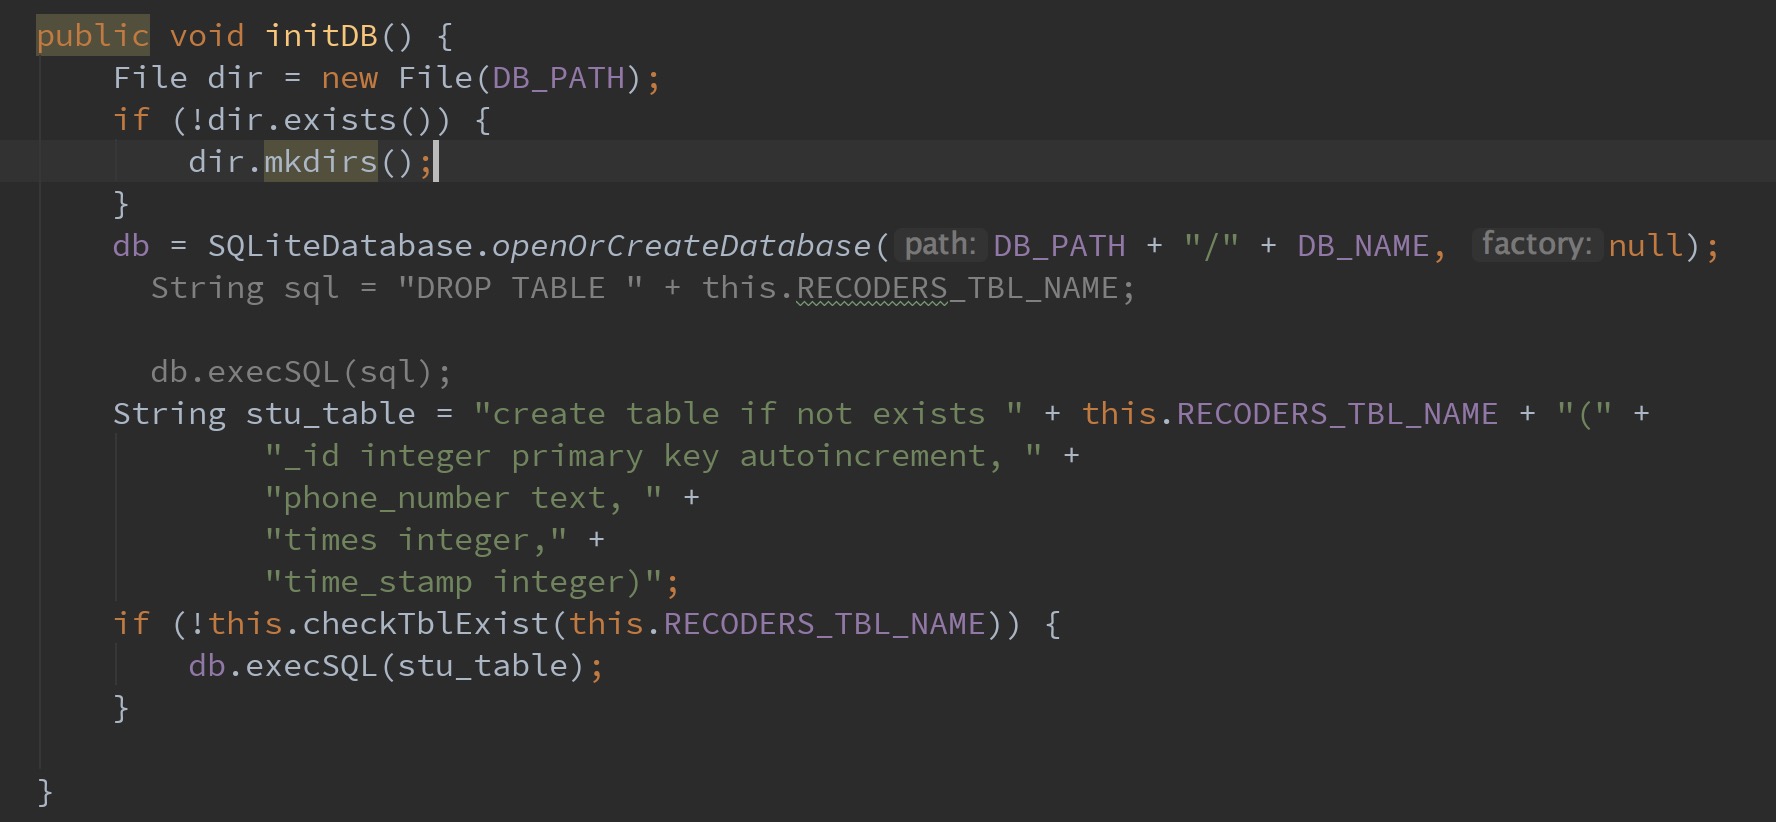 public void initDB() {
    File dir = new File(DB_PATH);
    if (!dir.exists()) {
        dir.mkdirs();
    }
    db = SQLiteDatabase.openOrCreateDatabase( path: DB_PATH + "/" + DB_NAME, factory: null);
      String sql = "DROP TABLE " + this.RECODERS_TBL_NAME;

      db.execSQL(sql);
    String stu_table = "create table if not exists " + this.RECODERS_TBL_NAME + "(" +
            "_id integer primary key autoincrement, " +
            "phone_number text, " +
            "times integer," +
            "time_stamp integer)";
    if (!this.checkTblExist(this.RECODERS_TBL_NAME)) {
        db.execSQL(stu_table);
    }

}